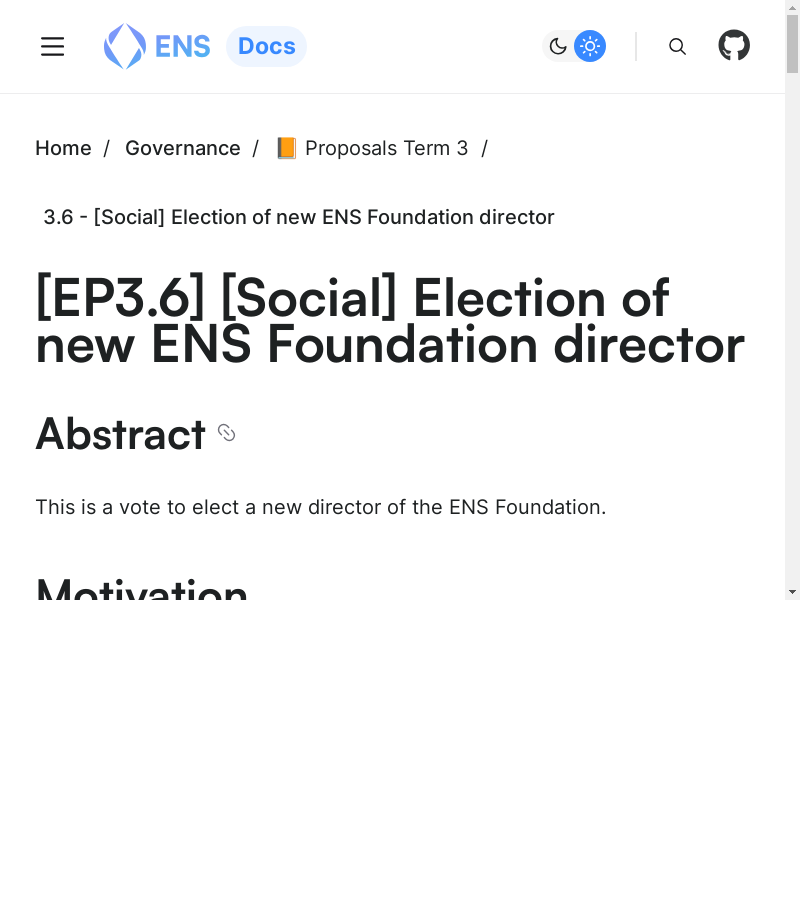 ENS Docs
Home / Governance / 📙 Proposals Term 3 /
3.6 - [Social] Election of new ENS Foundation director
[EP3.6] [Social] Election of
new ENS Foundation director
Abstract
This is a vote to elect a new director of the ENS Foundation.
Motivation